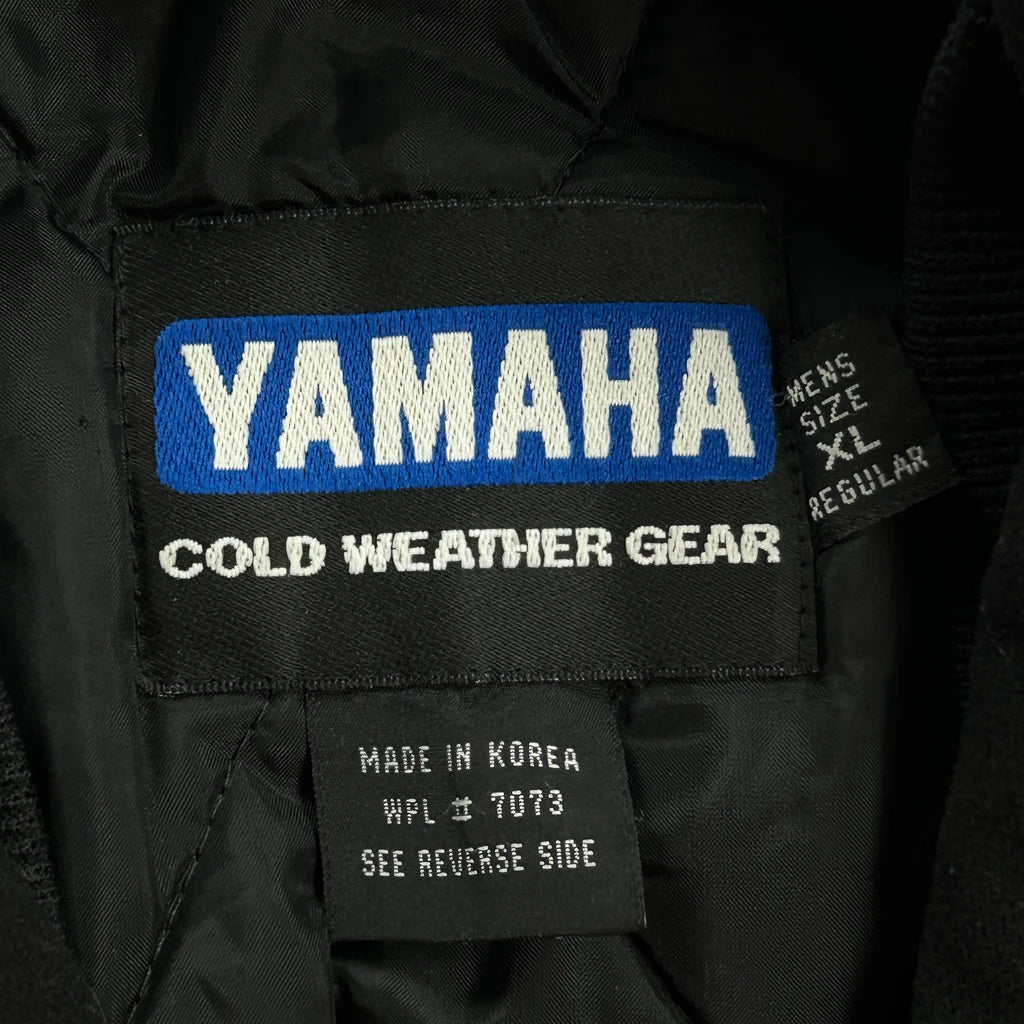 YAMAHA
COLD WEATHER GEAR
MENS
SIZE
XL
REGULAR
MADE IN KOREA
WPL # 7073
SEE REVERSE SIDE